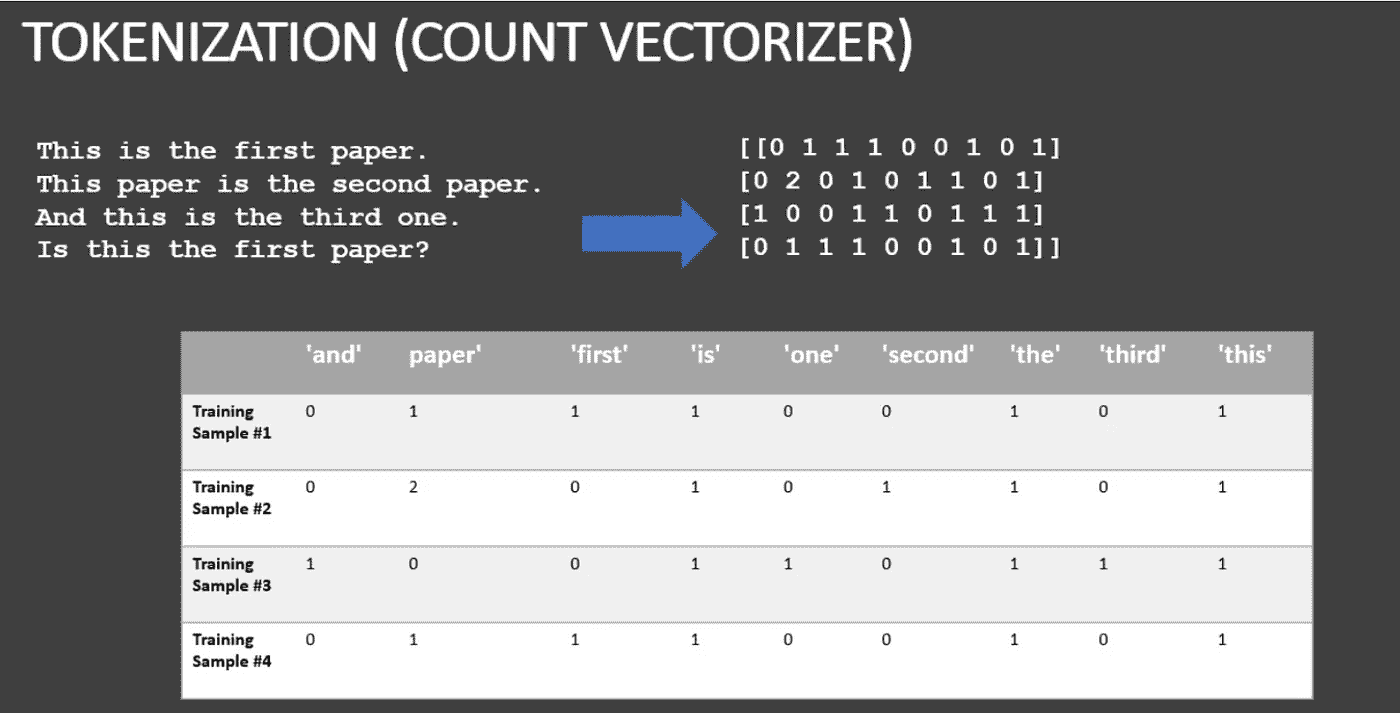 TOKENIZATION (COUNT VECTORIZER)
This is the first paper.
This paper is the second paper.
And this is the third one.
Is this the first paper?
[[0 1 1 1 0 0 1 0 1]
[0 2 0 1 0 1 1 0 1]
[1 0 0 1 1 0 1 1 1]
[0 1 1 1 0 0 1 0 1]]
'and' paper' 'first' 'is' 'one' 'second' 'the' 'third' 'this'
Training Sample #1 0 1 1 1 0 0 1 0 1
Training Sample #2 0 2 0 1 0 1 1 0 1
Training Sample #3 1 0 0 1 1 0 1 1 1
Training Sample #4 0 1 1 1 0 0 1 0 1